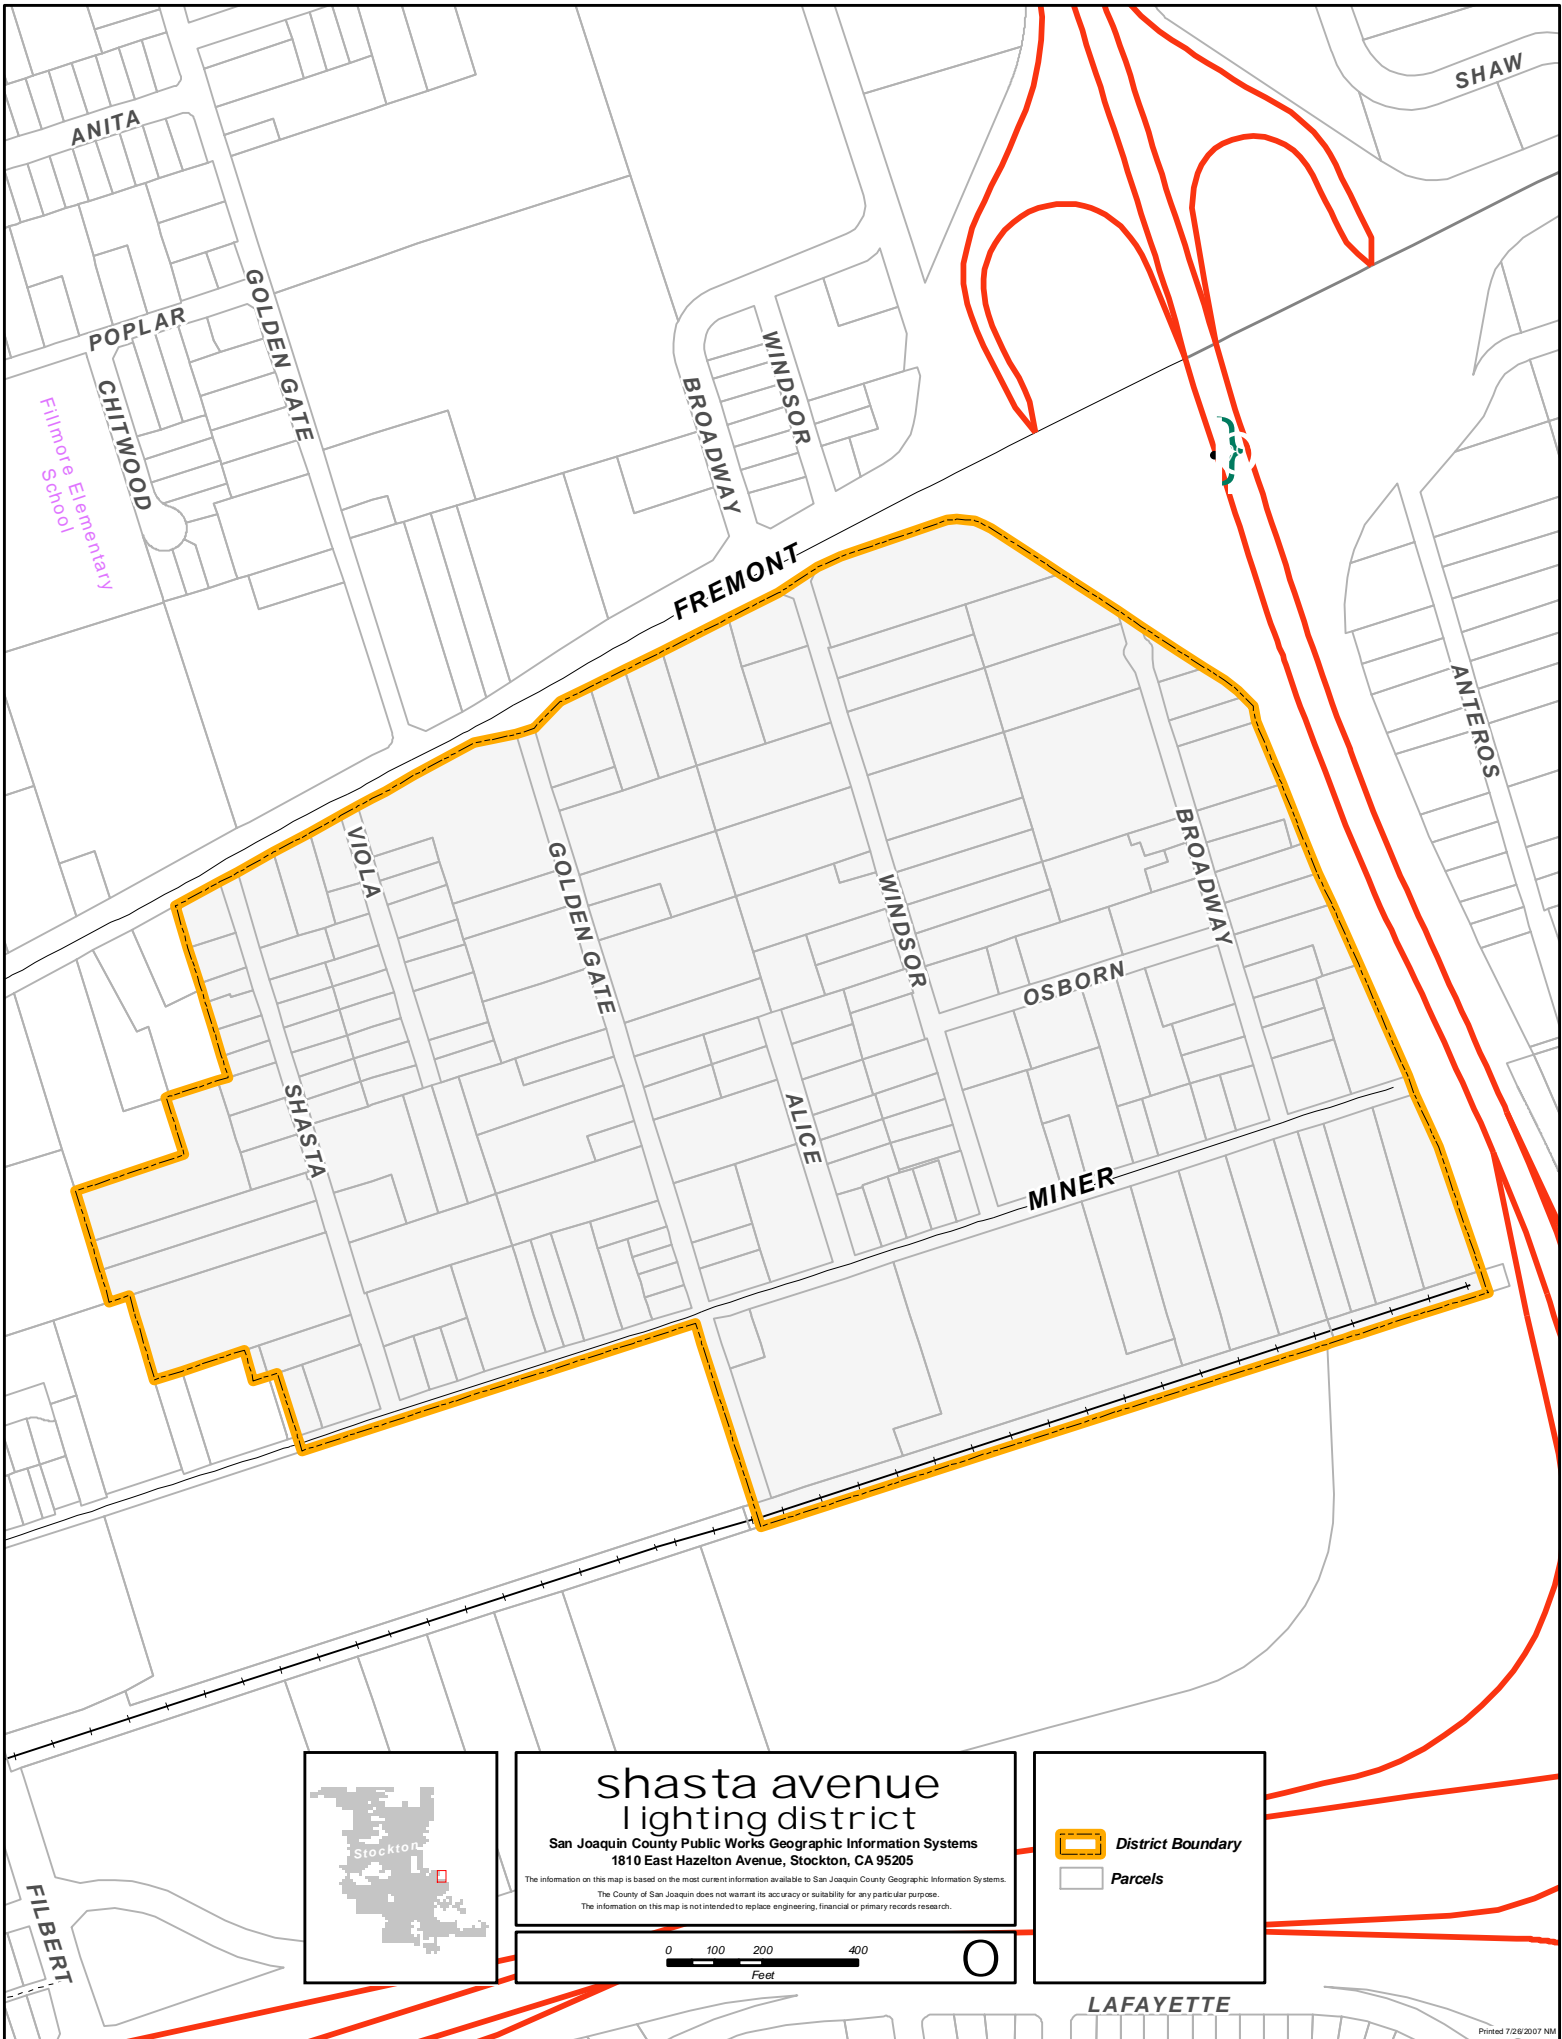 SHAW
ANITA
GOLDEN GATE
POPLAR
WINDSOR
BROADWAY
CHITWOOD
Fillmore Elementary
School
FREMONT
ANTEROS
VIOLA
GOLDEN GATE
BROADWAY
WINDSOR
OSBORN
SHASTA
ALICE
MINER
shasta avenue
lighting district
San Joaquin County Public Works Geographic Information Systems
1810 East Hazelton Avenue, Stockton, CA 95205
The information on this map is based on the most current information available to San Joaquin County Geographic Information Systems.
The County of San Joaquin does not warrant its accuracy or suitability for any particular purpose.
The information on this map is not intended to replace engineering, financial or primary records research.
Stockton
District Boundary
Parcels
0 100 200 400
Feet
O
FILBERT
LAFAYETTE
Printed 7/26/2007 NM